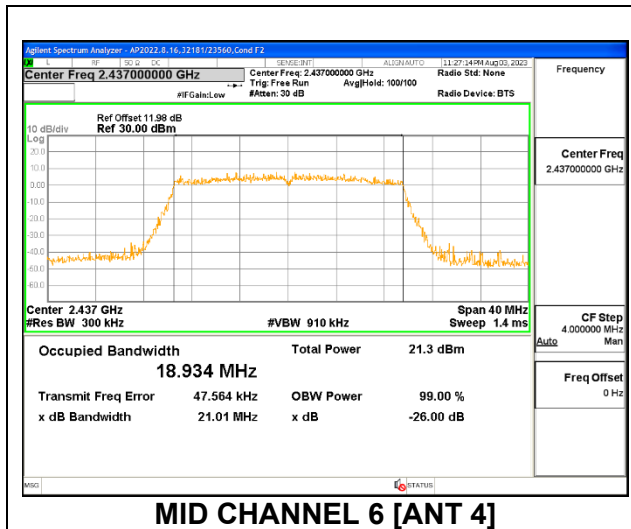 Agilent Spectrum Analyzer - AP2022.8.16,32181/23560,Cond F2
L RF 50 Ω DC SENSE:INT ALIGN AUTO 11:27:14 PM Aug 03, 2023
Center Freq 2.437000000 GHz
Center Freq: 2.437000000 GHz
Radio Std: None
Trig: Free Run Avg|Hold: 100/100
#IFGain:Low
#Atten: 30 dB
Radio Device: BTS
Frequency
Ref Offset 11.98 dB
10 dB/div Ref 30.00 dBm
Log
20.0
10.0
0.00
-10.0
-20.0
-30.0
-40.0
-50.0
-60.0
Center 2.437 GHz Span 40 MHz
#Res BW 300 kHz #VBW 910 kHz Sweep 1.4 ms
Center Freq
2.437000000 GHz
CF Step
4.000000 MHz
Auto Man
Freq Offset
0 Hz
Occupied Bandwidth Total Power 21.3 dBm
18.934 MHz
Transmit Freq Error 47.564 kHz OBW Power 99.00 %
x dB Bandwidth 21.01 MHz x dB -26.00 dB
MSG STATUS
MID CHANNEL 6 [ANT 4]